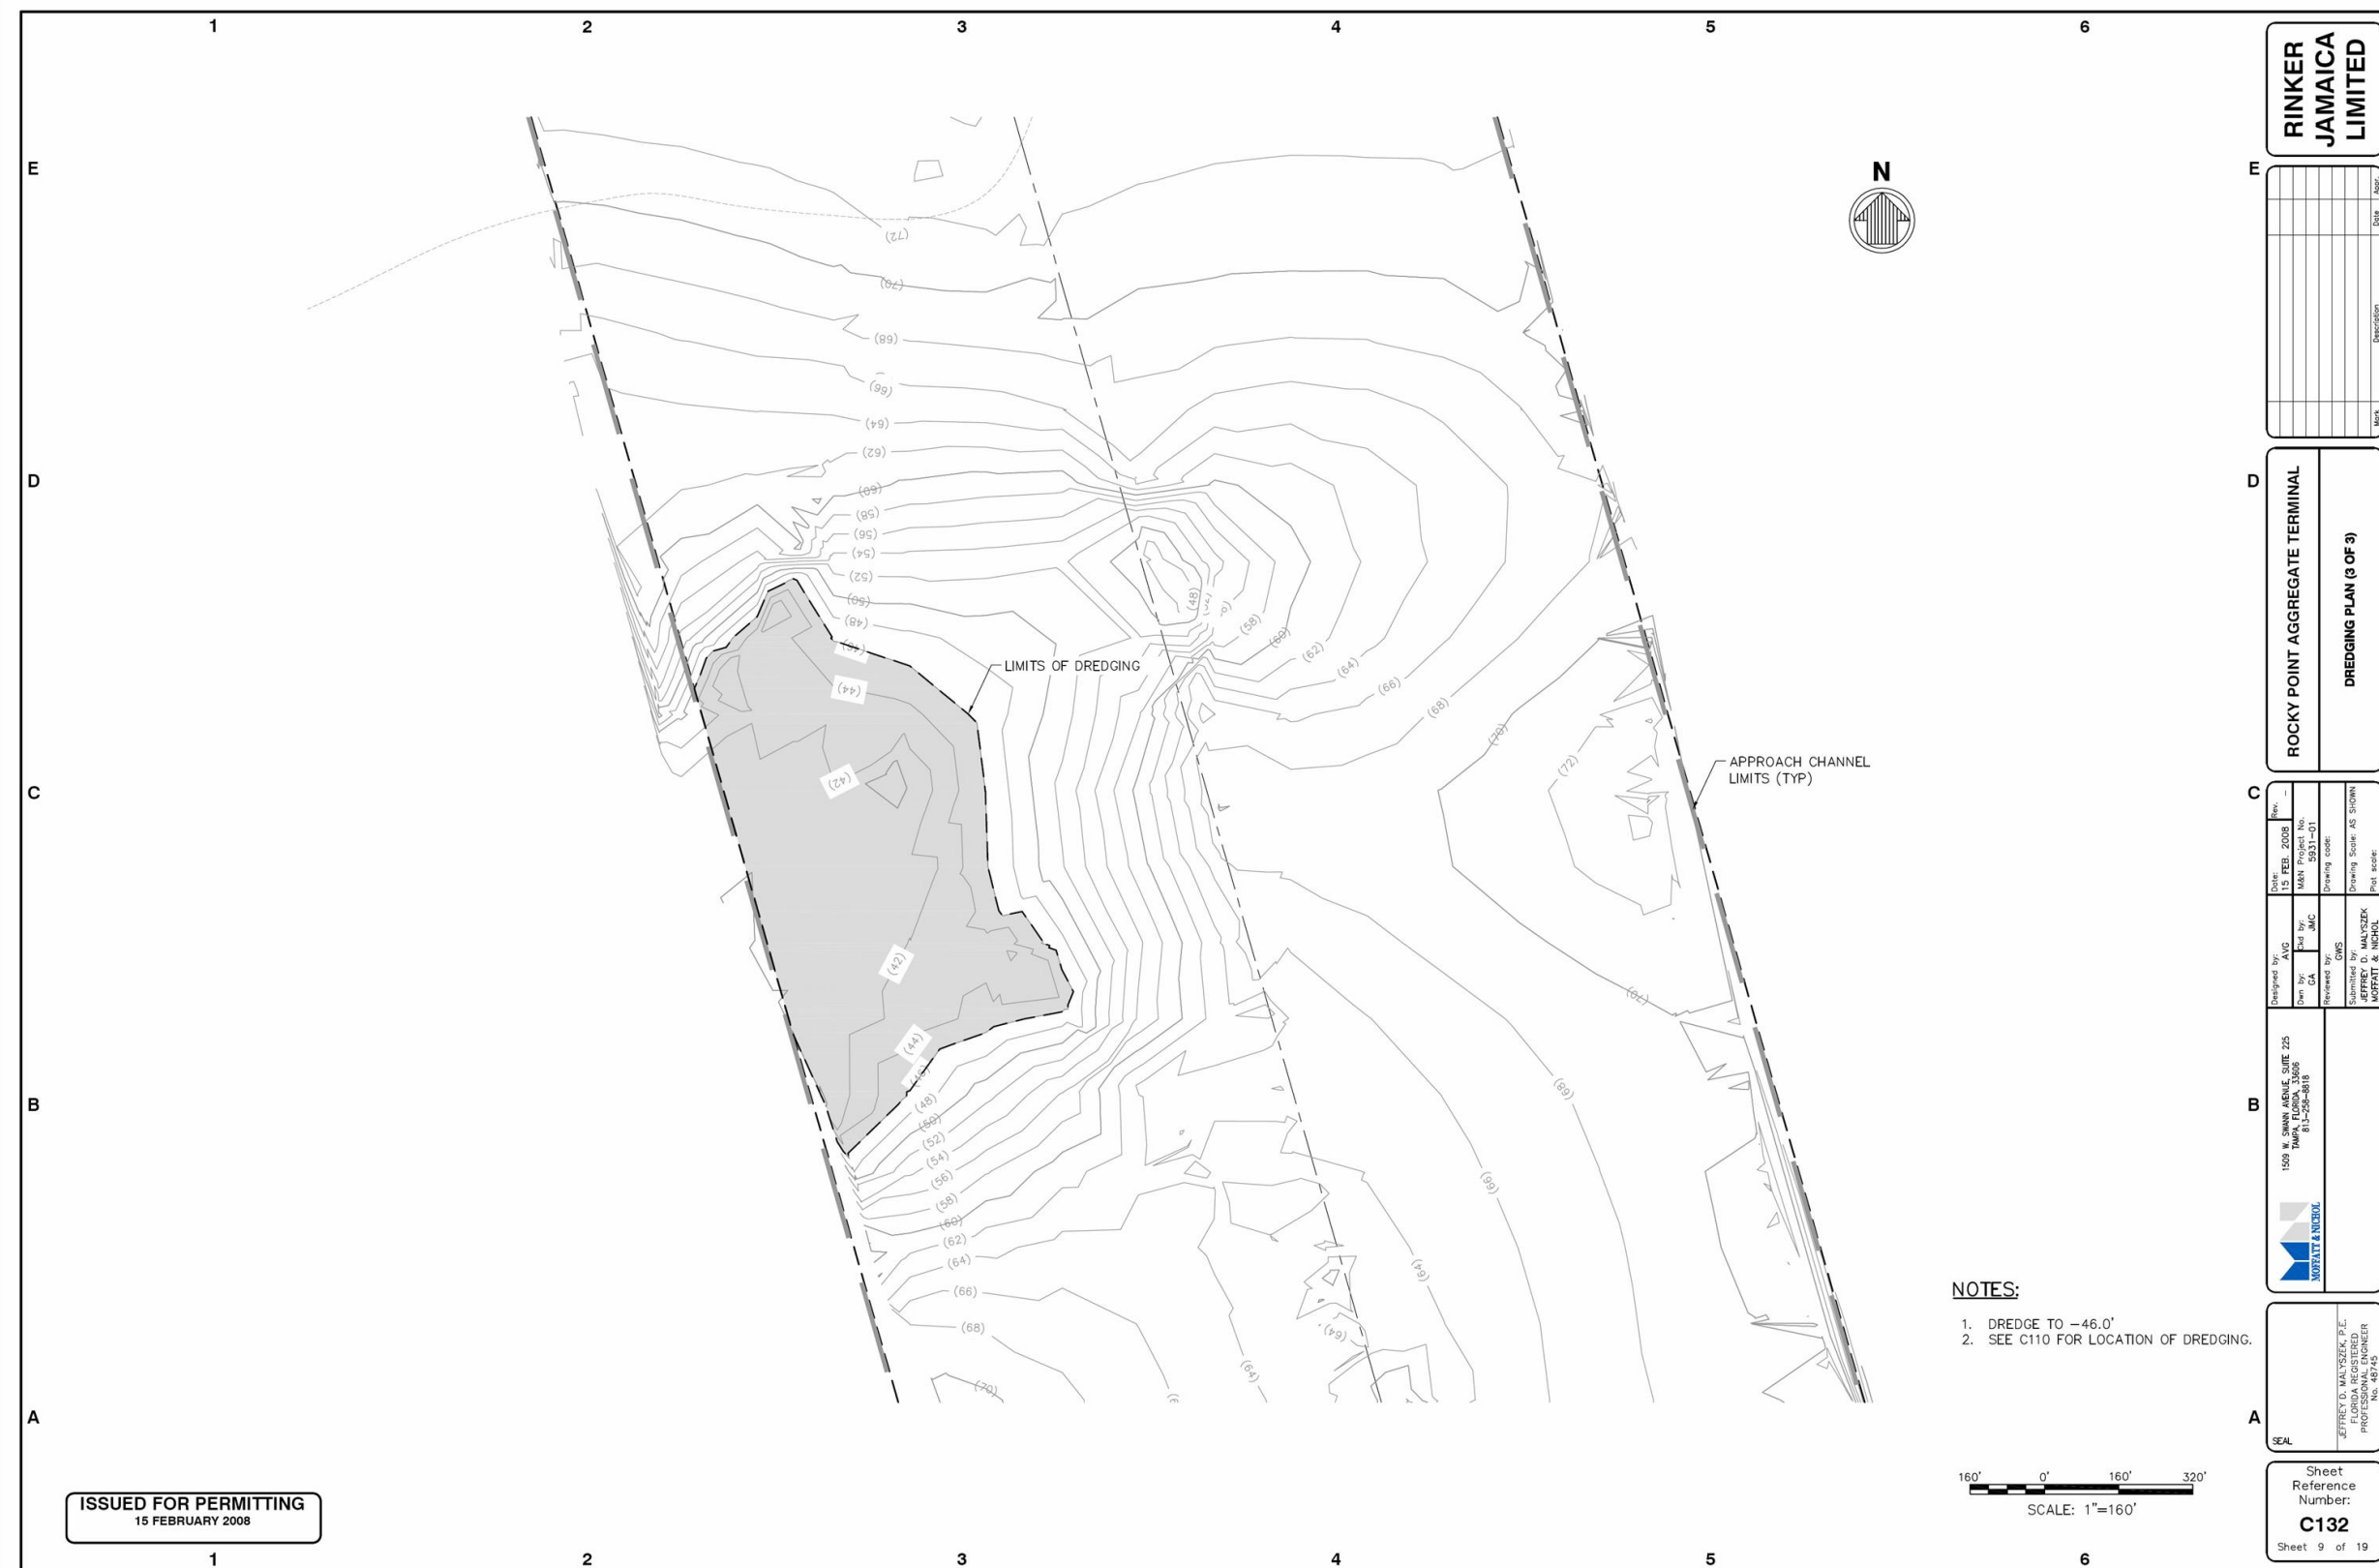 1 2 3 4 5 6
E
D
C
B
A
N
(72)
(70)
(68)
(66)
(64)
(62)
(60)
(58)
(56)
(54)
(52)
(50)
(48)
(44)
(42)
(48)
(58)
(60)
(62)
(64)
(66)
(68)
(70)
(72)
LIMITS OF DREDGING
APPROACH CHANNEL
LIMITS (TYP)
(42)
(44)
(48)
(50)
(52)
(54)
(56)
(58)
(60)
(62)
(64)
(66)
(68)
(70)
(70)
(68)
(66)
(64)
(64)
(64)
NOTES:
1. DREDGE TO -46.0'
2. SEE C110 FOR LOCATION OF DREDGING.
160' 0' 160' 320'
SCALE: 1"=160'
ISSUED FOR PERMITTING
15 FEBRUARY 2008
1 2 3 4 5 6
E
D
C
B
A
RINKER
JAMAICA
LIMITED
Mark Description Date Appr.
ROCKY POINT AGGREGATE TERMINAL
DREDGING PLAN (3 OF 3)
Designed by:
AVG
Date:
15 FEB. 2008
Rev.
-
Dwn by:
GA
Ckd by:
JMC
M&N Project No.
5931-01
Reviewed by:
GWS
Drawing code:
Submitted by:
JEFFREY D. MALYSZEK
MOFFATT & NICHOL
Drawing Scale: AS SHOWN
Plot scale:
1509 W. SWANN AVENUE, SUITE 225
TAMPA, FLORIDA, 33606
813-258-8818
MOFFATT & NICHOL
SEAL
JEFFREY D. MALYSZEK, P.E.
FLORIDA REGISTERED
PROFESSIONAL ENGINEER
No. 48745
Sheet
Reference
Number:
C132
Sheet 9 of 19